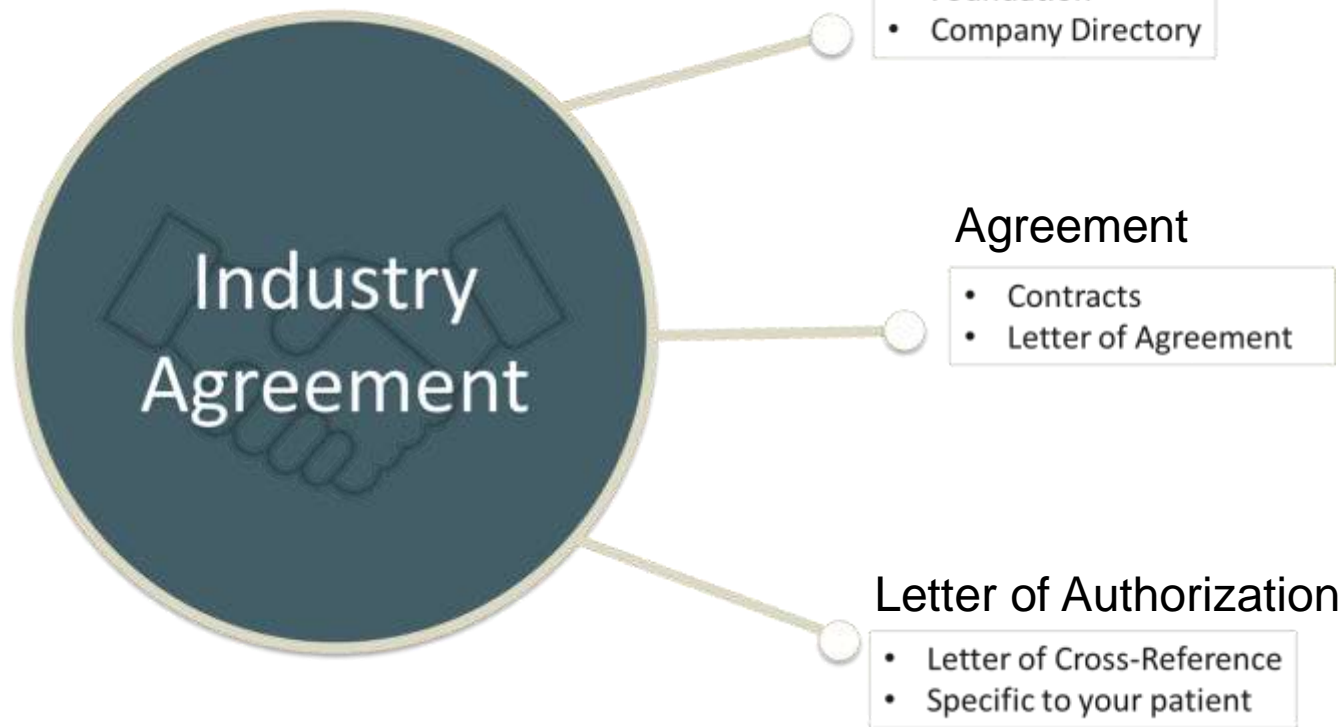 • Company Directory
Industry
Agreement
Agreement
• Contracts
• Letter of Agreement
Letter of Authorization
• Letter of Cross-Reference
• Specific to your patient